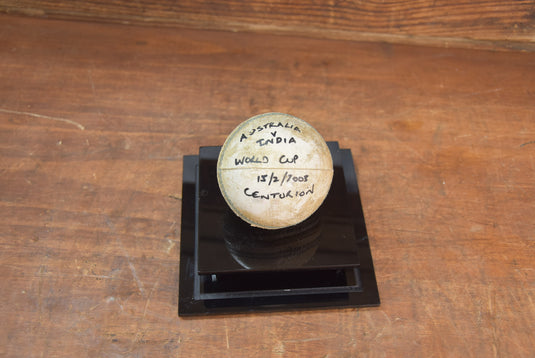 AUSTRALIA
V
INDIA
WORLD CUP
15/2/2003
CENTURION